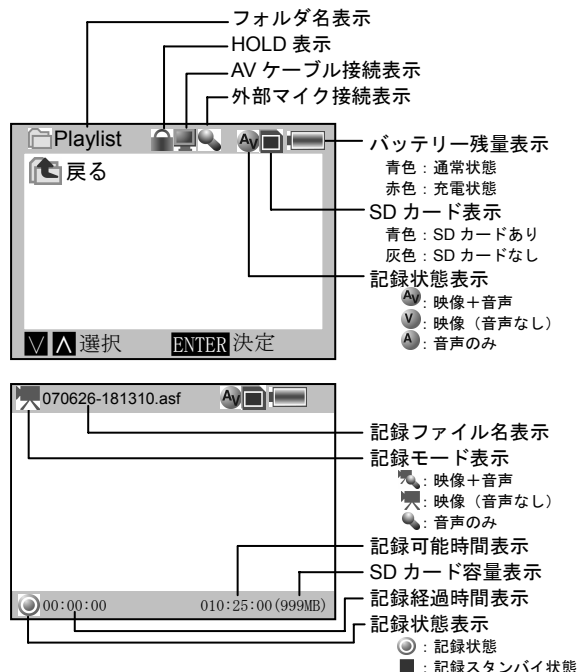 フォルダ名表示
HOLD 表示
AV ケーブル接続表示
外部マイク接続表示
Playlist
AV
戻る
選択
ENTER 決定
バッテリー残量表示
青色：通常状態
赤色：充電状態
SD カード表示
青色：SD カードあり
灰色：SD カードなし
記録状態表示
AV：映像＋音声
V：映像（音声なし）
A：音声のみ
070626-181310.asf
AV
00:00:00
010:25:00(999MB)
記録ファイル名表示
記録モード表示
：映像＋音声
：映像（音声なし）
：音声のみ
記録可能時間表示
SD カード容量表示
記録経過時間表示
記録状態表示
：記録状態
：記録スタンバイ状態